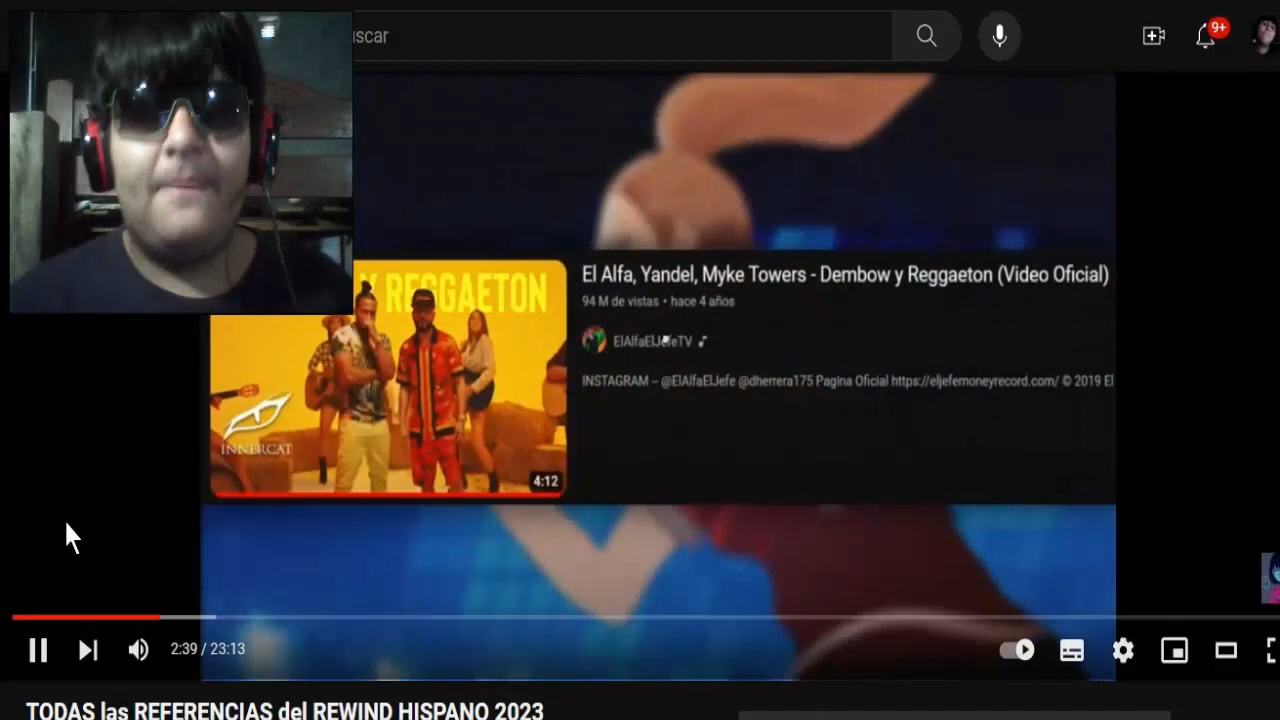 scar
9+
Y REGGAETON
INNERCAT
4:12
El Alfa, Yandel, Myke Towers - Dembow y Reggaeton (Video Oficial)
94 M de vistas • hace 4 años
ElAlfaElJefeTV
INSTAGRAM – @ElAlfaElJefe @dherrera175 Pagina Oficial https://eljefemoneyrecord.com/ © 2019 El
2:39 / 23:13
TODAS las REFERENCIAS del REWIND HISPANO 2023